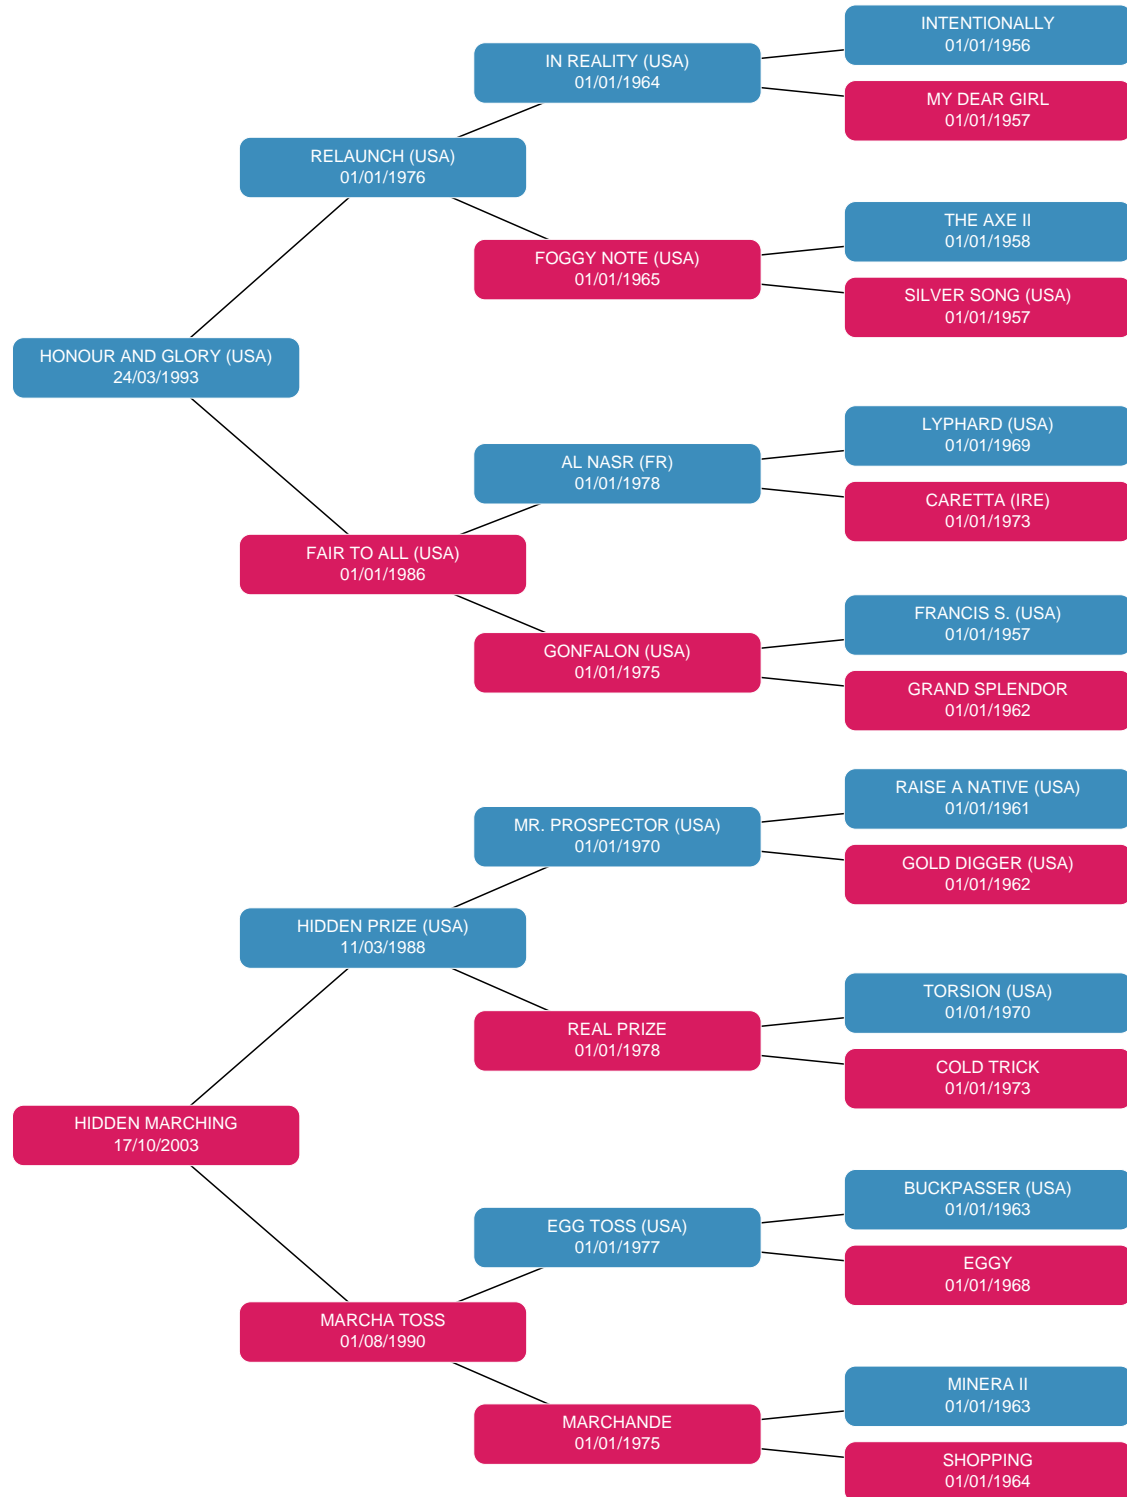 INTENTIONALLY
01/01/1956
IN REALITY (USA)
01/01/1964
MY DEAR GIRL
01/01/1957
RELAUNCH (USA)
01/01/1976
THE AXE II
01/01/1958
FOGGY NOTE (USA)
01/01/1965
SILVER SONG (USA)
01/01/1957
HONOUR AND GLORY (USA)
24/03/1993
LYPHARD (USA)
01/01/1969
AL NASR (FR)
01/01/1978
CARETTA (IRE)
01/01/1973
FAIR TO ALL (USA)
01/01/1986
FRANCIS S. (USA)
01/01/1957
GONFALON (USA)
01/01/1975
GRAND SPLENDOR
01/01/1962
RAISE A NATIVE (USA)
01/01/1961
MR. PROSPECTOR (USA)
01/01/1970
GOLD DIGGER (USA)
01/01/1962
HIDDEN PRIZE (USA)
11/03/1988
TORSION (USA)
01/01/1970
REAL PRIZE
01/01/1978
COLD TRICK
01/01/1973
HIDDEN MARCHING
17/10/2003
BUCKPASSER (USA)
01/01/1963
EGG TOSS (USA)
01/01/1977
EGGY
01/01/1968
MARCHA TOSS
01/08/1990
MINERA II
01/01/1963
MARCHANDE
01/01/1975
SHOPPING
01/01/1964